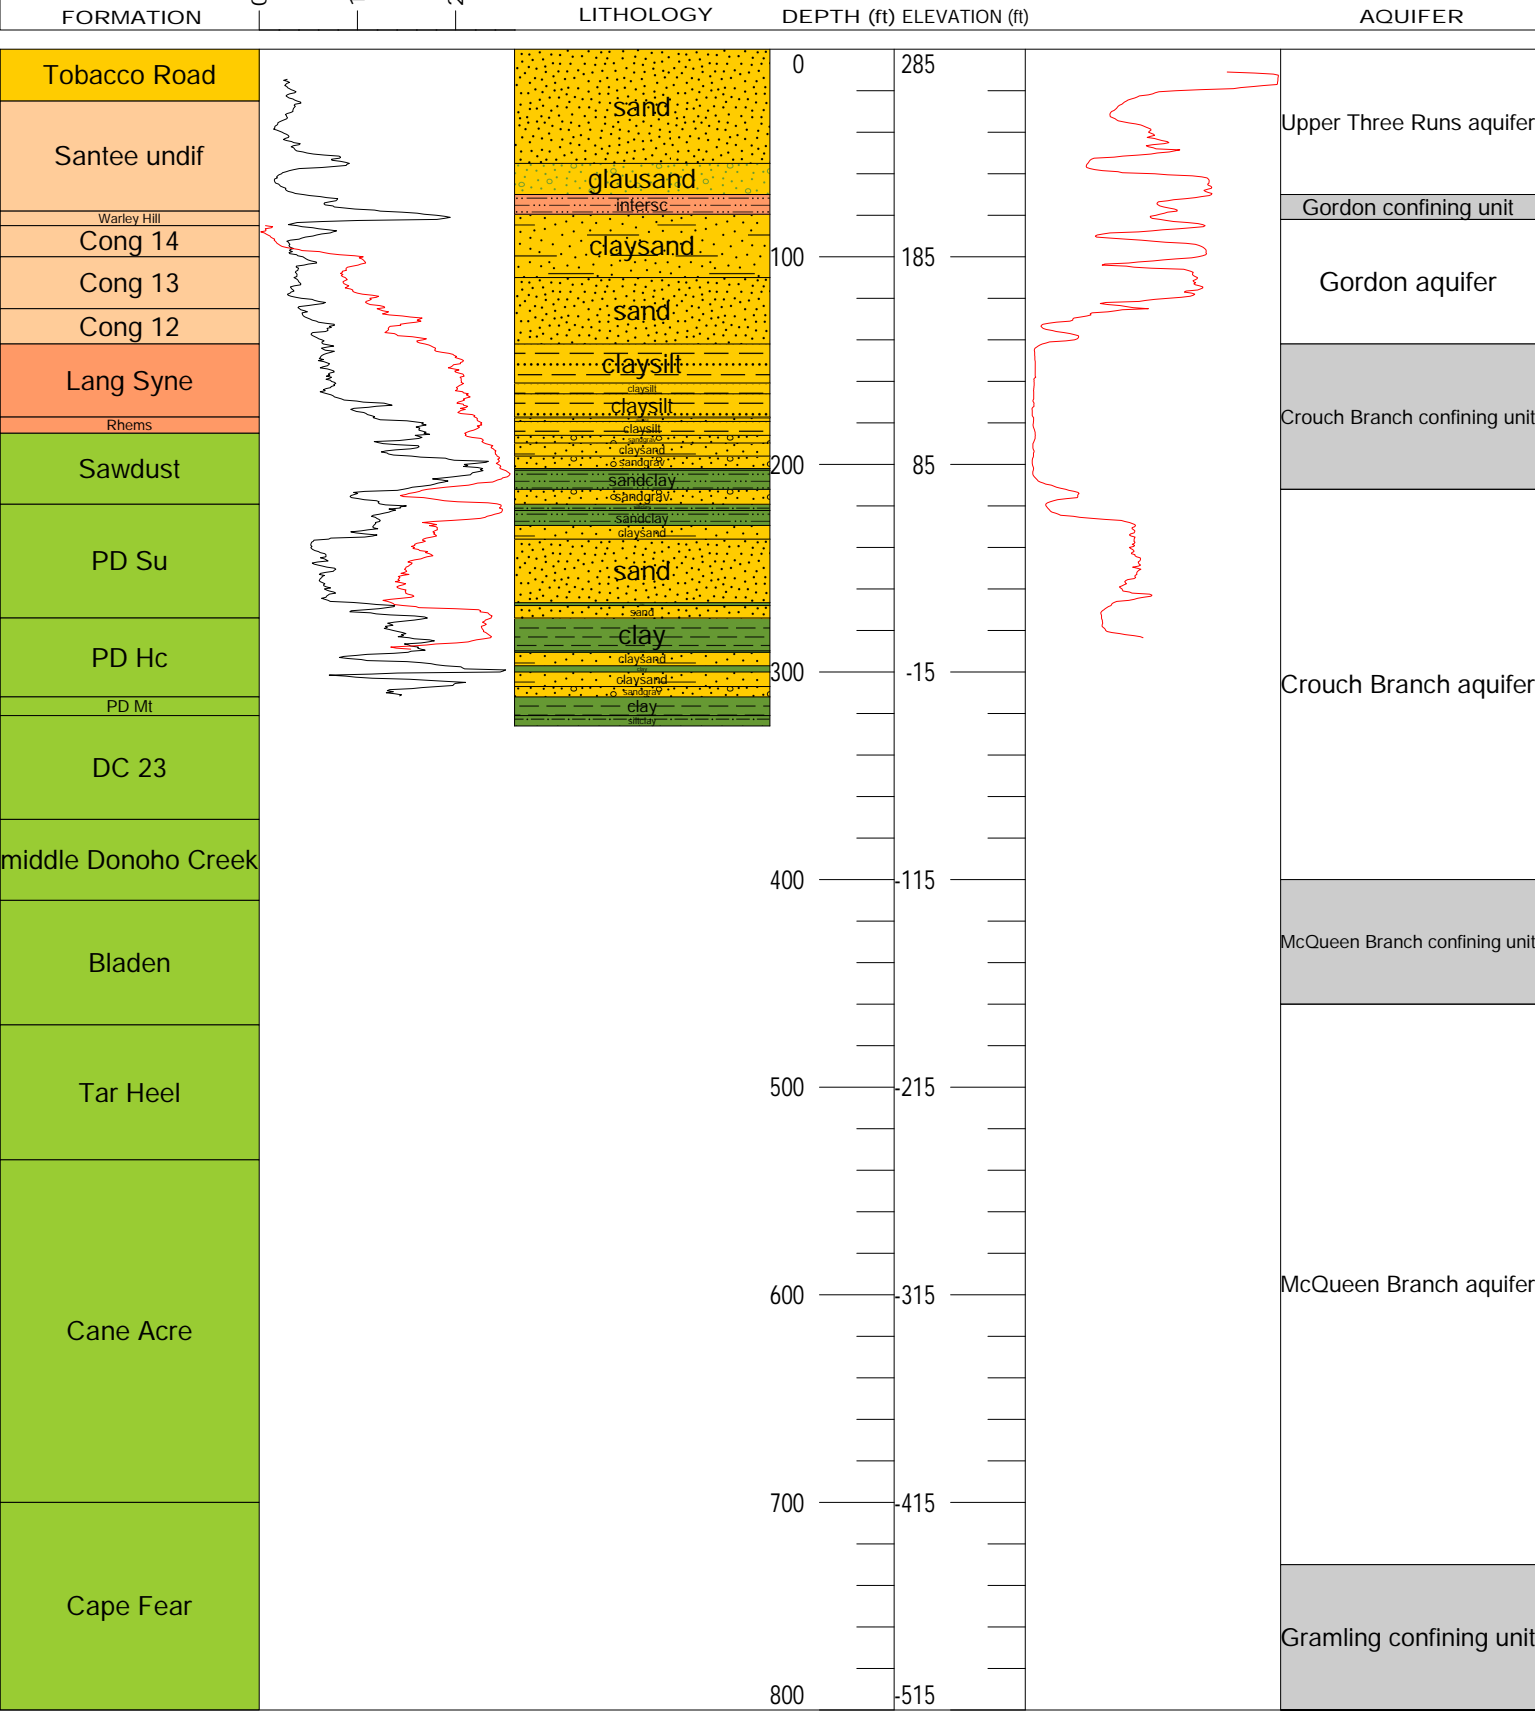 FORMATION
LITHOLOGY
DEPTH (ft)
ELEVATION (ft)
AQUIFER
Tobacco Road
Santee undif
Warley Hill
Cong 14
Cong 13
Cong 12
Lang Syne
Rhems
Sawdust
PD Su
PD Hc
PD Mt
DC 23
middle Donoho Creek
Bladen
Tar Heel
Cane Acre
Cape Fear
sand
glausand
intersc
claysand
sand
claysilt
claysilt
claysilt
claysilt
sandgrav
claysand
sandgrav
sandclay
sandgrav
sandclay
claysand
sand
sand
clay
claysand
clay
claysand
sandgrav
clay
siltclay
0
100
200
300
400
500
600
700
800
285
185
85
-15
-115
-215
-315
-415
-515
Upper Three Runs aquifer
Gordon confining unit
Gordon aquifer
Crouch Branch confining unit
Crouch Branch aquifer
McQueen Branch confining unit
McQueen Branch aquifer
Gramling confining unit